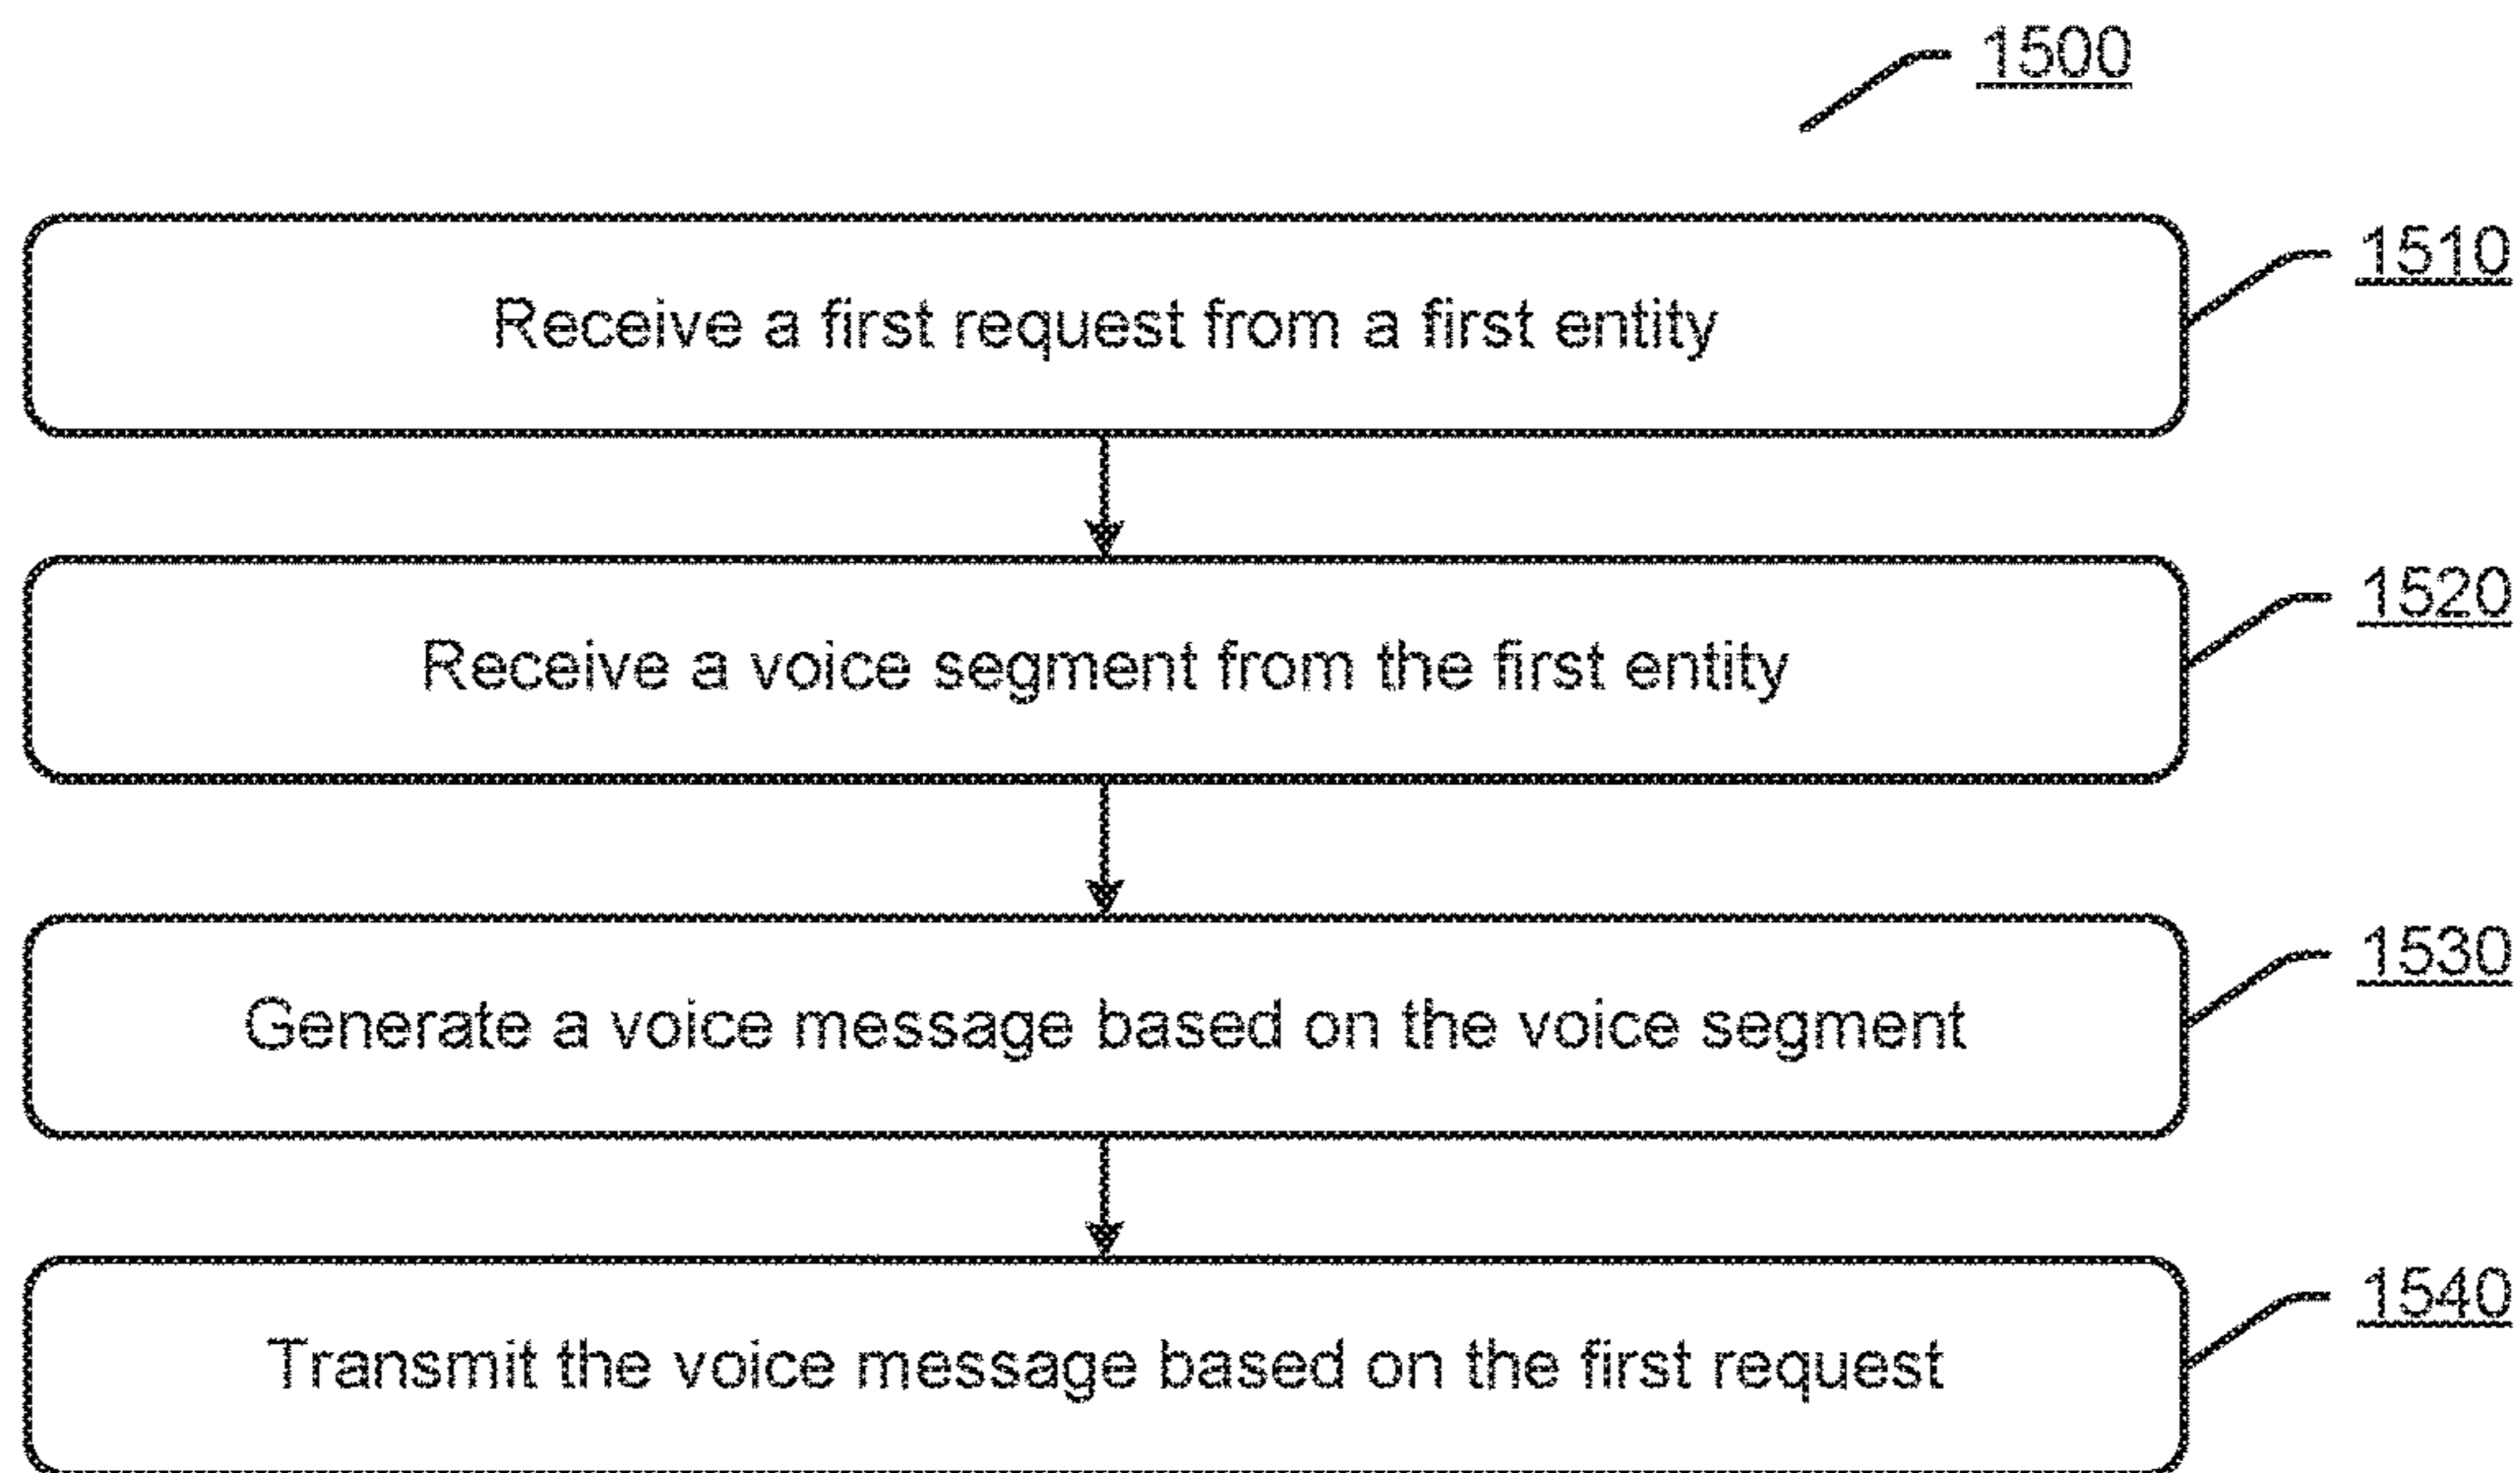 1500
Receive a first request from a first entity
1510
Receive a voice segment from the first entity
1520
Generate a voice message based on the voice segment
1530
Transmit the voice message based on the first request
1540